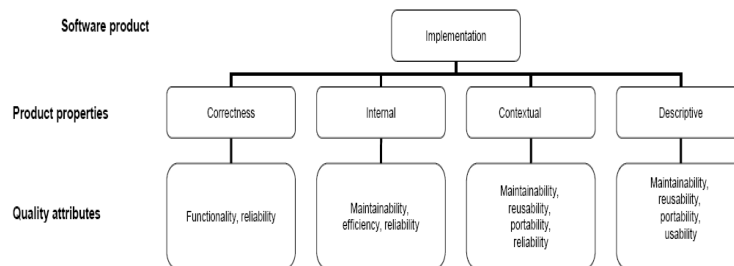 Software product
Implementation
Product properties
Correctness
Internal
Contextual
Descriptive
Quality attributes
Functionality, reliability
Maintainability,
efficiency, reliability
Maintainability,
reusability,
portability,
reliability
Maintainability,
reusability,
portability,
usability